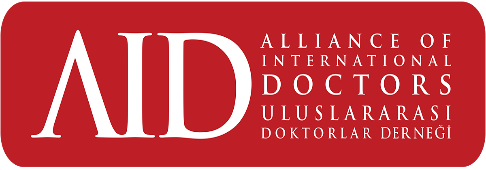 AID
ALLIANCE OF
INTERNATIONAL
DOCTORS
ULUSLARARASI
DOKTORLAR DERNEĞİ